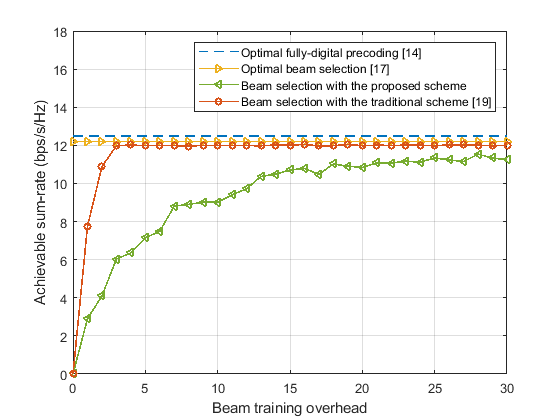 18
16
14
12
10
8
6
4
2
0
Achievable sum-rate (bps/s/Hz)
Optimal fully-digital precoding [14]
Optimal beam selection [17]
Beam selection with the proposed scheme
Beam selection with the traditional scheme [19]
0 5 10 15 20 25 30
Beam training overhead